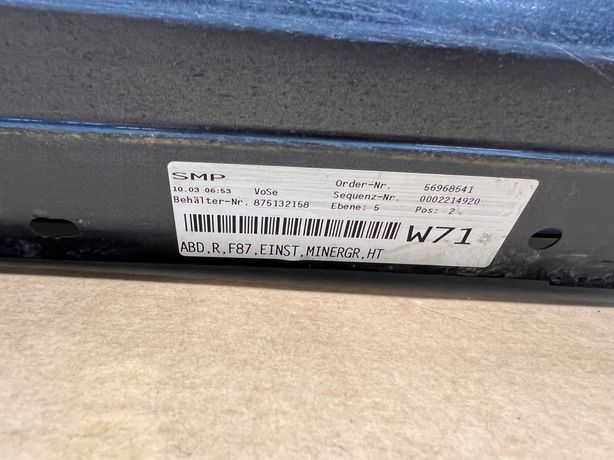 SMP
Order-Nr. 56968541
10.03 06:53 VoSe Sequenz-Nr. 0002214920
Behälter-Nr. 875132158 Ebene: 5 Pos: 2
W71
ABD,R,F87,EINST,MINERGR,HT